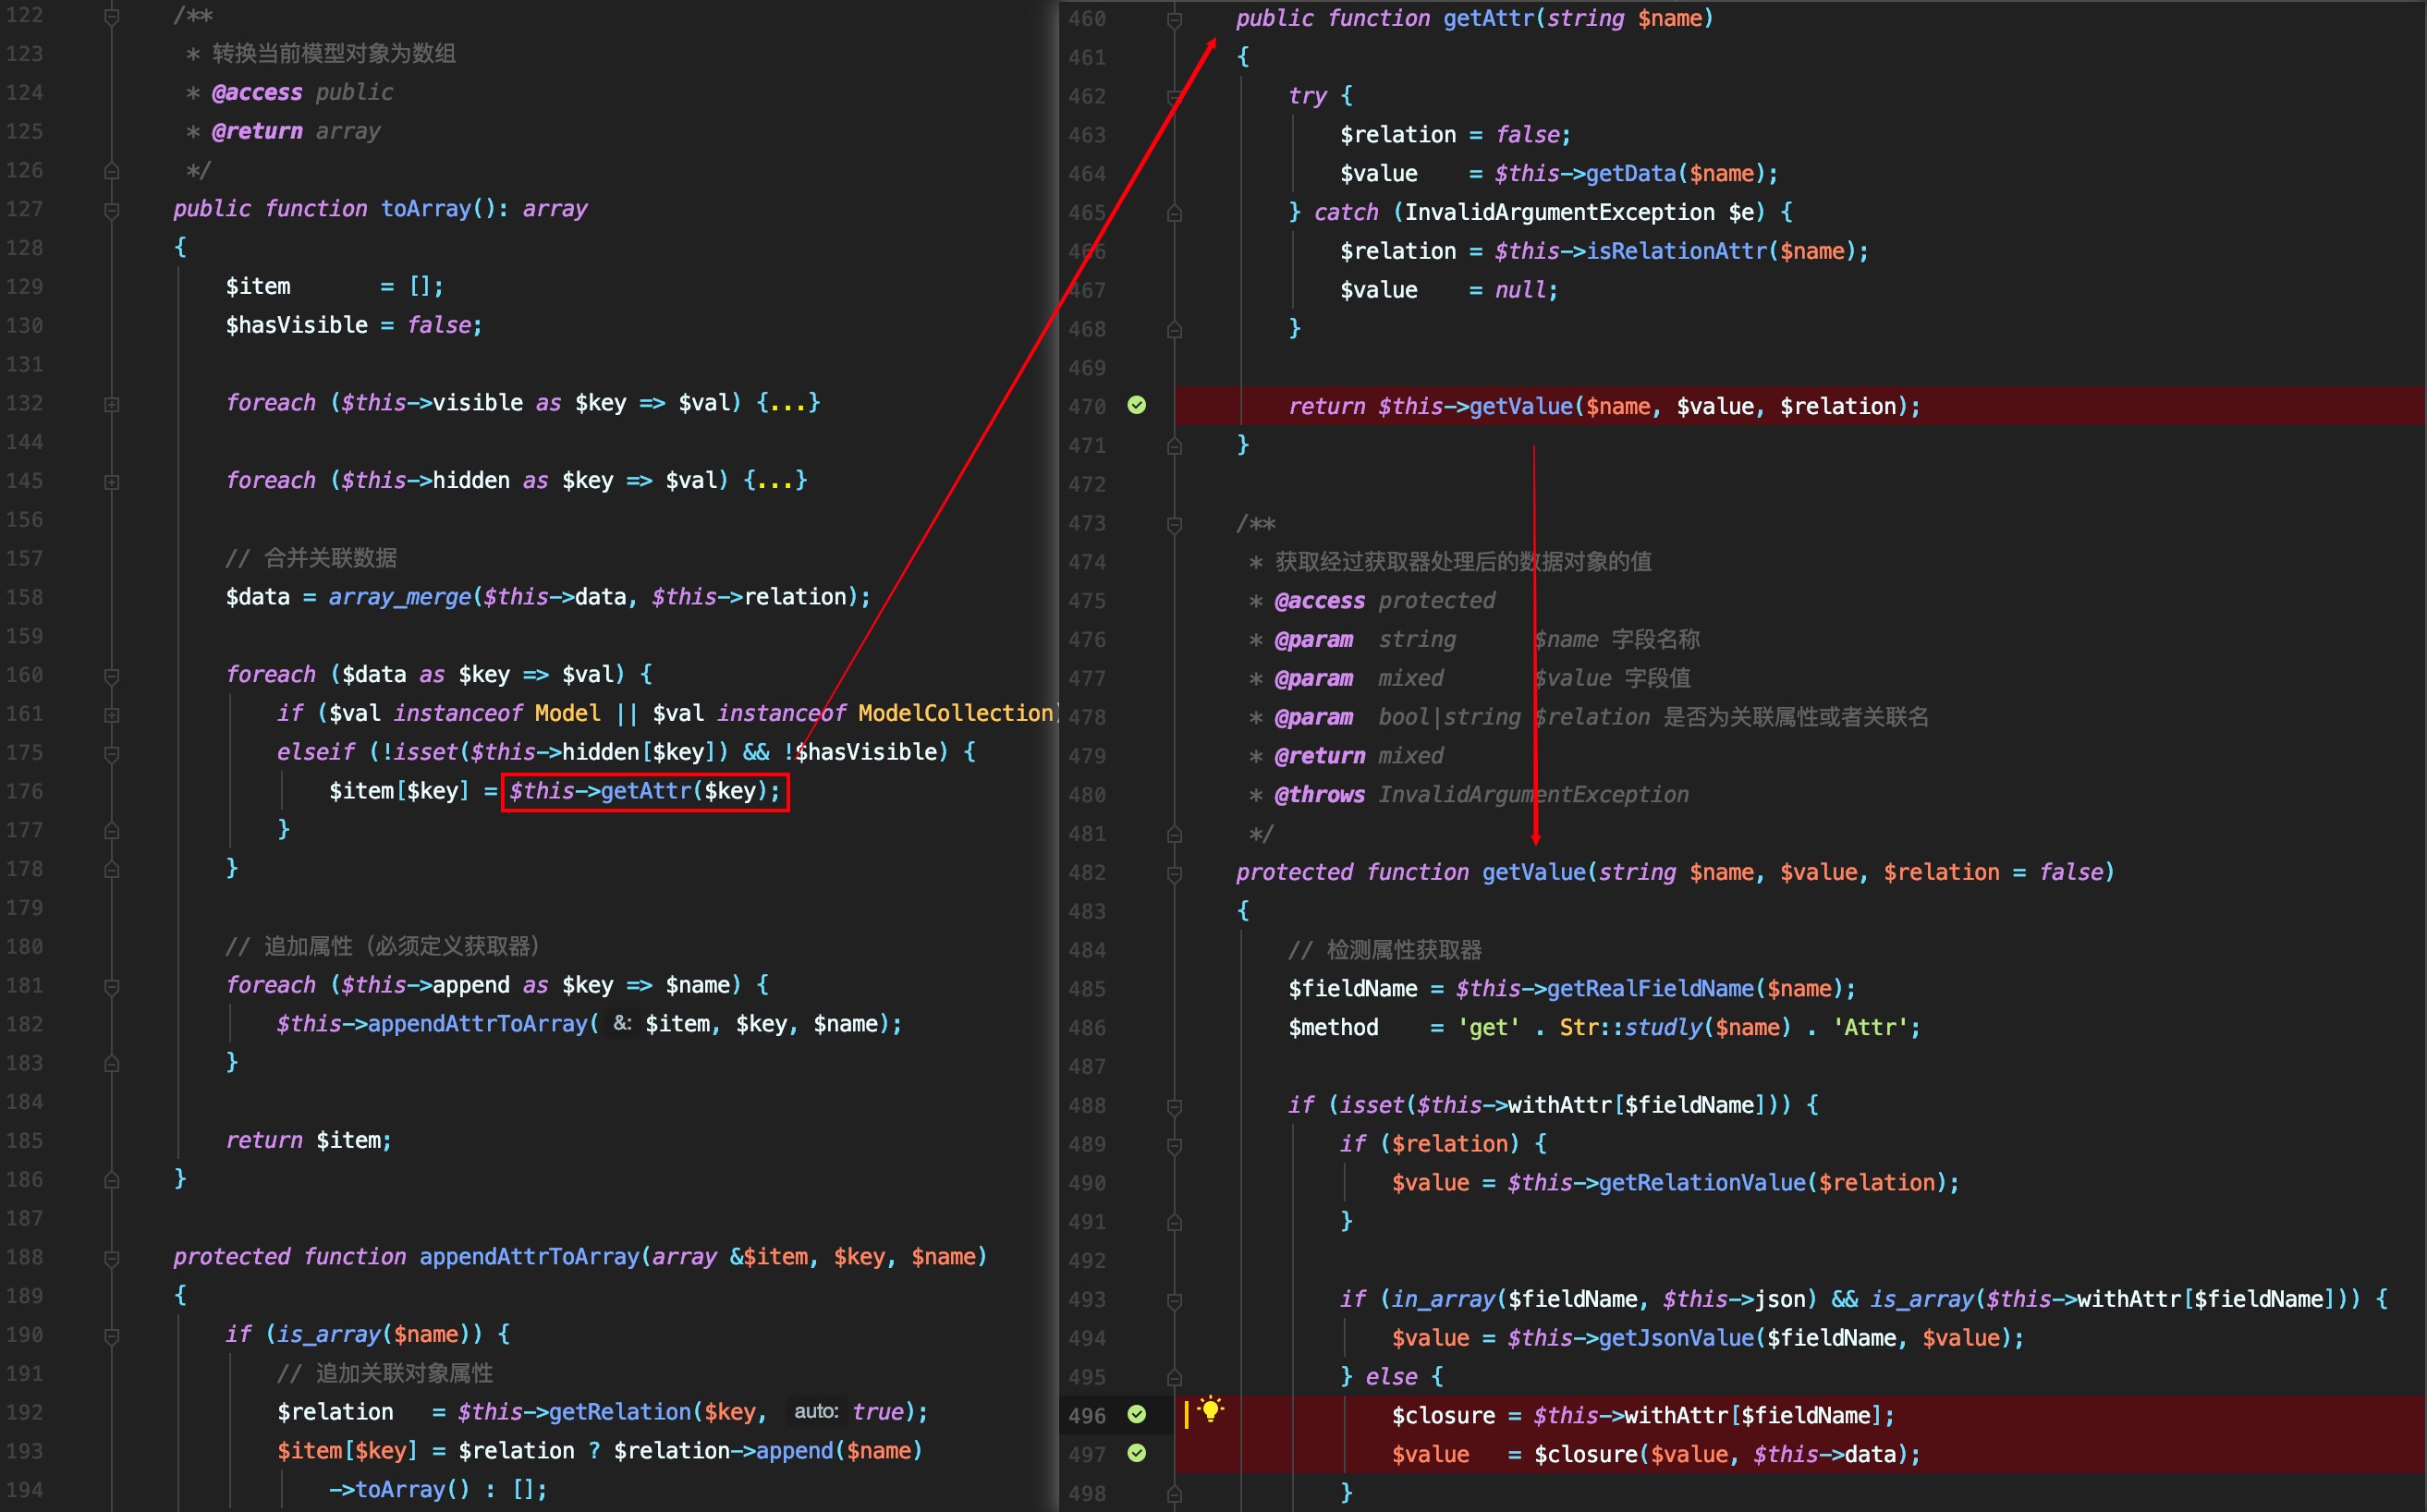 122 /**
123 * 转换当前模型对象为数组
124 * @access public
125 * @return array
126 */
127 public function toArray(): array
128 {
129 $item = [];
130 $hasVisible = false;
131
132 foreach ($this->visible as $key => $val) {...}
144
145 foreach ($this->hidden as $key => $val) {...}
156
157 // 合并关联数据
158 $data = array_merge($this->data, $this->relation);
159
160 foreach ($data as $key => $val) {
161 if ($val instanceof Model || $val instanceof ModelCollection)
175 elseif (!isset($this->hidden[$key]) && !$hasVisible) {
176 $item[$key] = $this->getAttr($key);
177 }
178 }
179
180 // 追加属性（必须定义获取器）
181 foreach ($this->append as $key => $name) {
182 $this->appendAttrToArray( &: $item, $key, $name);
183 }
184
185 return $item;
186 }
187
188 protected function appendAttrToArray(array &$item, $key, $name)
189 {
190 if (is_array($name)) {
191 // 追加关联对象属性
192 $relation = $this->getRelation($key, auto: true);
193 $item[$key] = $relation ? $relation->append($name)
194 ->toArray() : [];
460 public function getAttr(string $name)
461 {
462 try {
463 $relation = false;
464 $value = $this->getData($name);
465 } catch (InvalidArgumentException $e) {
466 $relation = $this->isRelationAttr($name);
467 $value = null;
468 }
469
470 return $this->getValue($name, $value, $relation);
471 }
472
473 /**
474 * 获取经过获取器处理后的数据对象的值
475 * @access protected
476 * @param string $name 字段名称
477 * @param mixed $value 字段值
478 * @param bool|string $relation 是否为关联属性或者关联名
479 * @return mixed
480 * @throws InvalidArgumentException
481 */
482 protected function getValue(string $name, $value, $relation = false)
483 {
484 // 检测属性获取器
485 $fieldName = $this->getRealFieldName($name);
486 $method = 'get' . Str::studly($name) . 'Attr';
487
488 if (isset($this->withAttr[$fieldName])) {
489 if ($relation) {
490 $value = $this->getRelationValue($relation);
491 }
492
493 if (in_array($fieldName, $this->json) && is_array($this->withAttr[$fieldName])) {
494 $value = $this->getJsonValue($fieldName, $value);
495 } else {
496 $closure = $this->withAttr[$fieldName];
497 $value = $closure($value, $this->data);
498 }